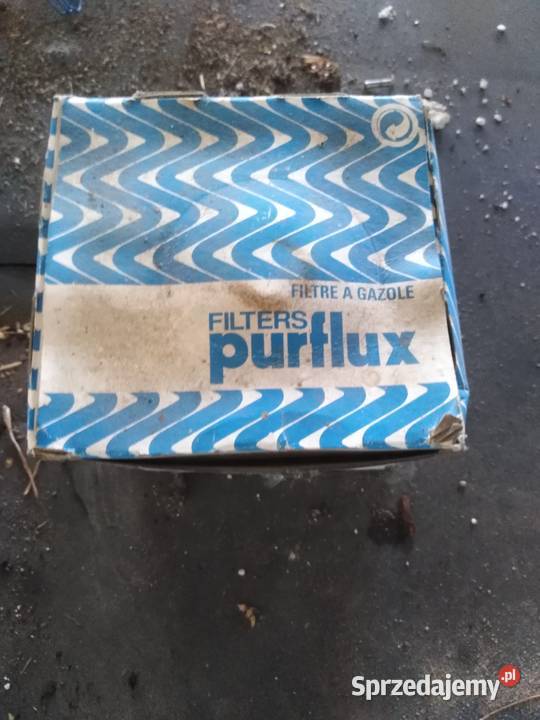 FILTRE A GAZOLE
FILTERS
purflux
Sprzedajemy.pl